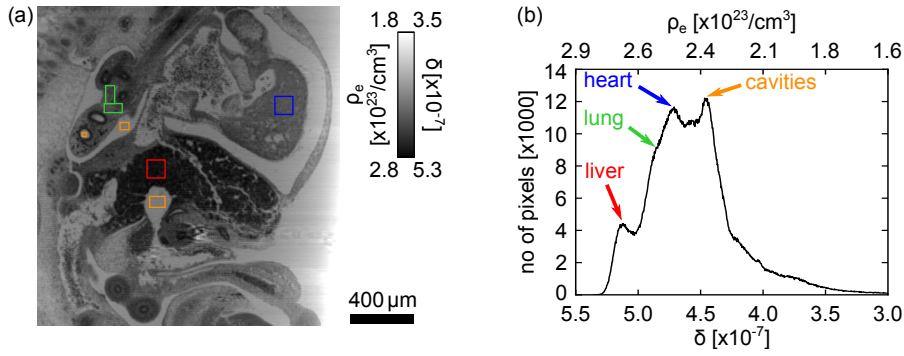 (a)
1.8 3.5
ρe [x10^23/cm^3]
δ [x10^-7]
2.8 5.3
400 µm
(b)
ρe [x10^23/cm^3]
2.9 2.6 2.4 2.1 1.8 1.6
no of pixels [x1000]
14
12
10
8
6
4
2
0
heart
cavities
lung
liver
5.5 5.0 4.5 4.0 3.5 3.0
δ [x10^-7]